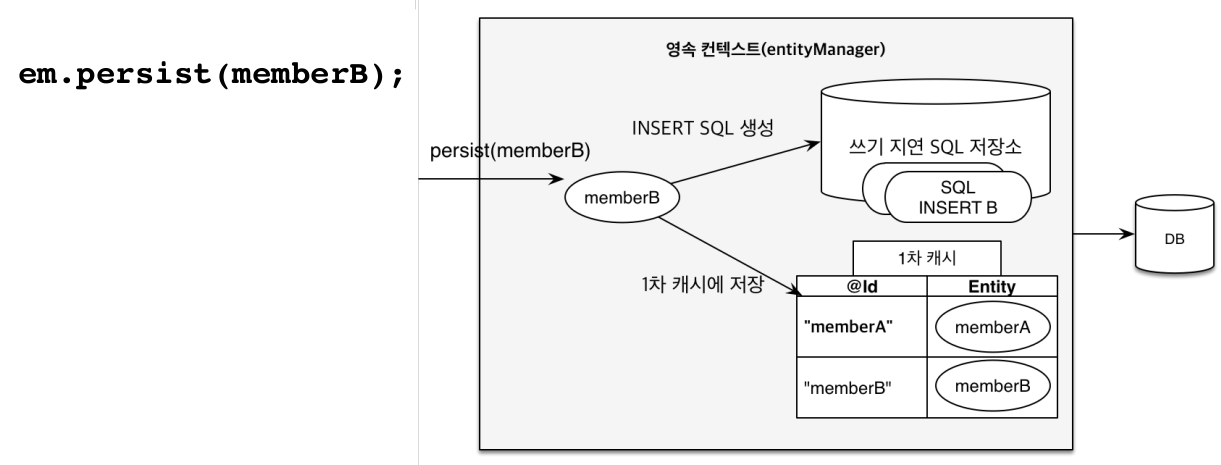 em.persist(memberB);
영속 컨텍스트(entityManager)
INSERT SQL 생성
persist(memberB)
쓰기 지연 SQL 저장소
memberB
SQL
INSERT B
DB
1차 캐시
1차 캐시에 저장
@Id Entity
"memberA" memberA
"memberB" memberB